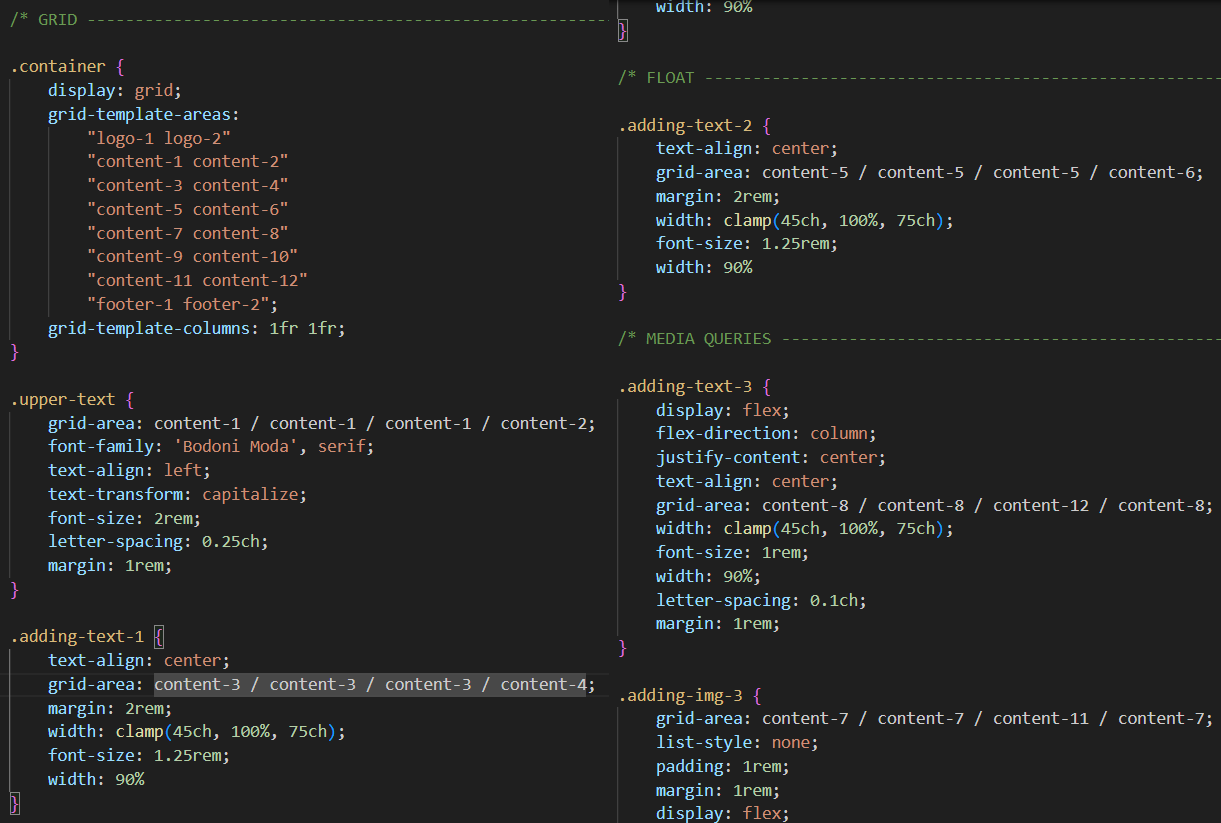 /* GRID -------------------------------------------------------
.container {
display: grid;
grid-template-areas:
"logo-1 logo-2"
"content-1 content-2"
"content-3 content-4"
"content-5 content-6"
"content-7 content-8"
"content-9 content-10"
"content-11 content-12"
"footer-1 footer-2";
grid-template-columns: 1fr 1fr;
}
.upper-text {
grid-area: content-1 / content-1 / content-1 / content-2;
font-family: 'Bodoni Moda', serif;
text-align: left;
text-transform: capitalize;
font-size: 2rem;
letter-spacing: 0.25ch;
margin: 1rem;
}
.adding-text-1 {
text-align: center;
grid-area: content-3 / content-3 / content-3 / content-4;
margin: 2rem;
width: clamp(45ch, 100%, 75ch);
font-size: 1.25rem;
width: 90%
}
width: 90%
}
/* FLOAT ------------------------------------------------------
.adding-text-2 {
text-align: center;
grid-area: content-5 / content-5 / content-5 / content-6;
margin: 2rem;
width: clamp(45ch, 100%, 75ch);
font-size: 1.25rem;
width: 90%
}
/* MEDIA QUERIES ----------------------------------------------
.adding-text-3 {
display: flex;
flex-direction: column;
justify-content: center;
text-align: center;
grid-area: content-8 / content-8 / content-12 / content-8;
width: clamp(45ch, 100%, 75ch);
font-size: 1rem;
width: 90%;
letter-spacing: 0.1ch;
margin: 1rem;
}
.adding-img-3 {
grid-area: content-7 / content-7 / content-11 / content-7;
list-style: none;
padding: 1rem;
margin: 1rem;
display: flex;